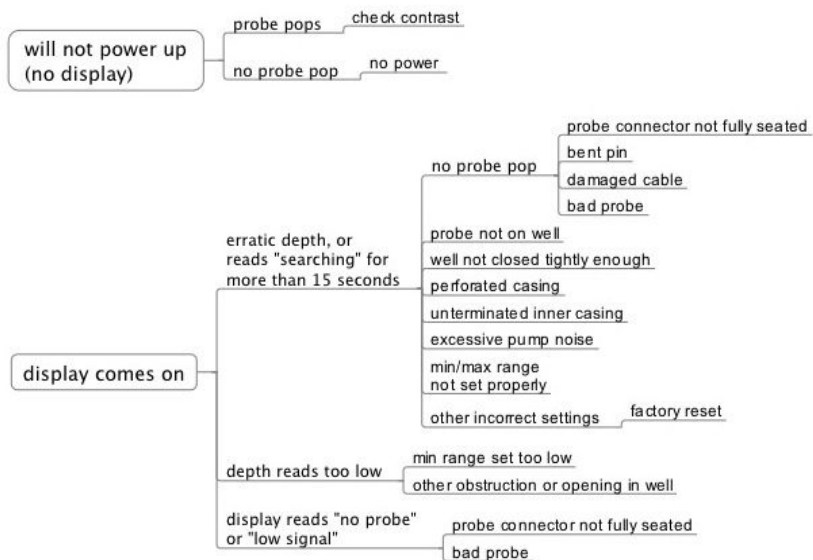 will not power up
(no display)
probe pops
check contrast
no probe pop
no power
display comes on
erratic depth, or
reads "searching" for
more than 15 seconds
no probe pop
probe connector not fully seated
bent pin
damaged cable
bad probe
probe not on well
well not closed tightly enough
perforated casing
unterminated inner casing
excessive pump noise
min/max range
not set properly
other incorrect settings
factory reset
depth reads too low
min range set too low
other obstruction or opening in well
display reads "no probe"
or "low signal"
probe connector not fully seated
bad probe